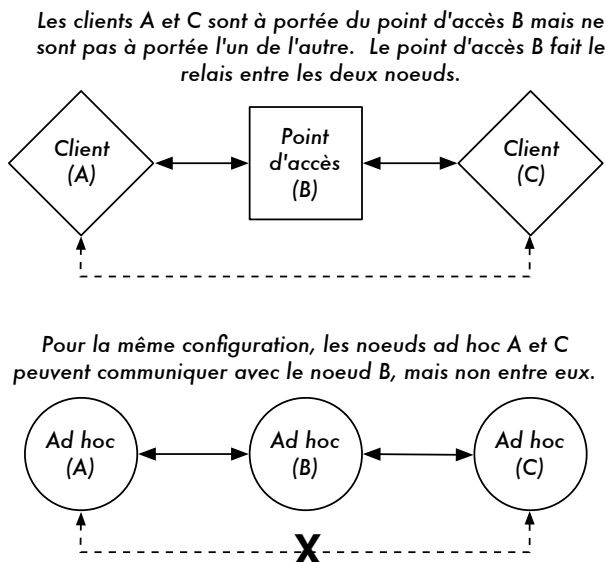 Les clients A et C sont à portée du point d'accès B mais ne
sont pas à portée l'un de l'autre. Le point d'accès B fait le
relais entre les deux noeuds.
Client
(A)
Point
d'accès
(B)
Client
(C)
Pour la même configuration, les noeuds ad hoc A et C
peuvent communiquer avec le noeud B, mais non entre eux.
Ad hoc
(A)
Ad hoc
(B)
Ad hoc
(C)
X